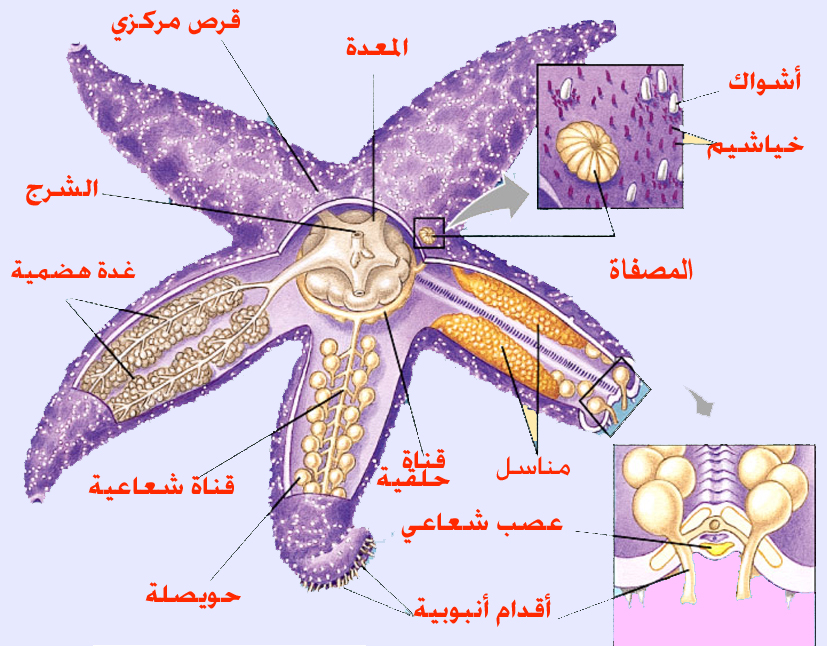 قرص مركزي
المعدة
أشواك
خياشيم
الشرج
غدة هضمية
المصفاة
قناة
حلقية
مناسل
قناة شعاعية
عصب شعاعي
حويصلة
أقدام أنبوبية